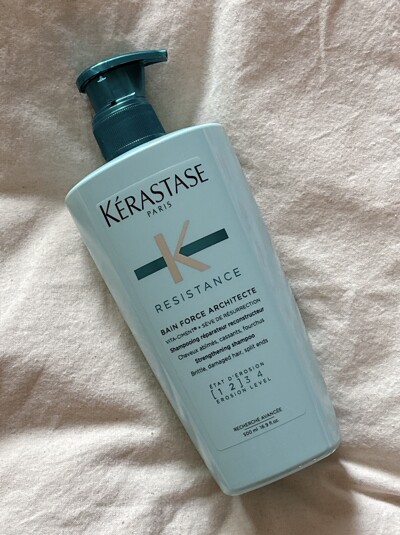 KÉRASTASE
PARIS
K
RESISTANCE
BAIN FORCE ARCHITECTE
VITA-CIMENT® + SÈVE DE RÉSURRECTION
Shampooing réparateur reconstructeur
Cheveux abîmés, cassants, fourchus
Strengthening shampoo
Brittle, damaged hair, split ends
ÉTAT D'ÉROSION
[1 2] 3 4
EROSION LEVEL
RECHERCHE AVANCÉE
500 ml 16.9 fl.oz.